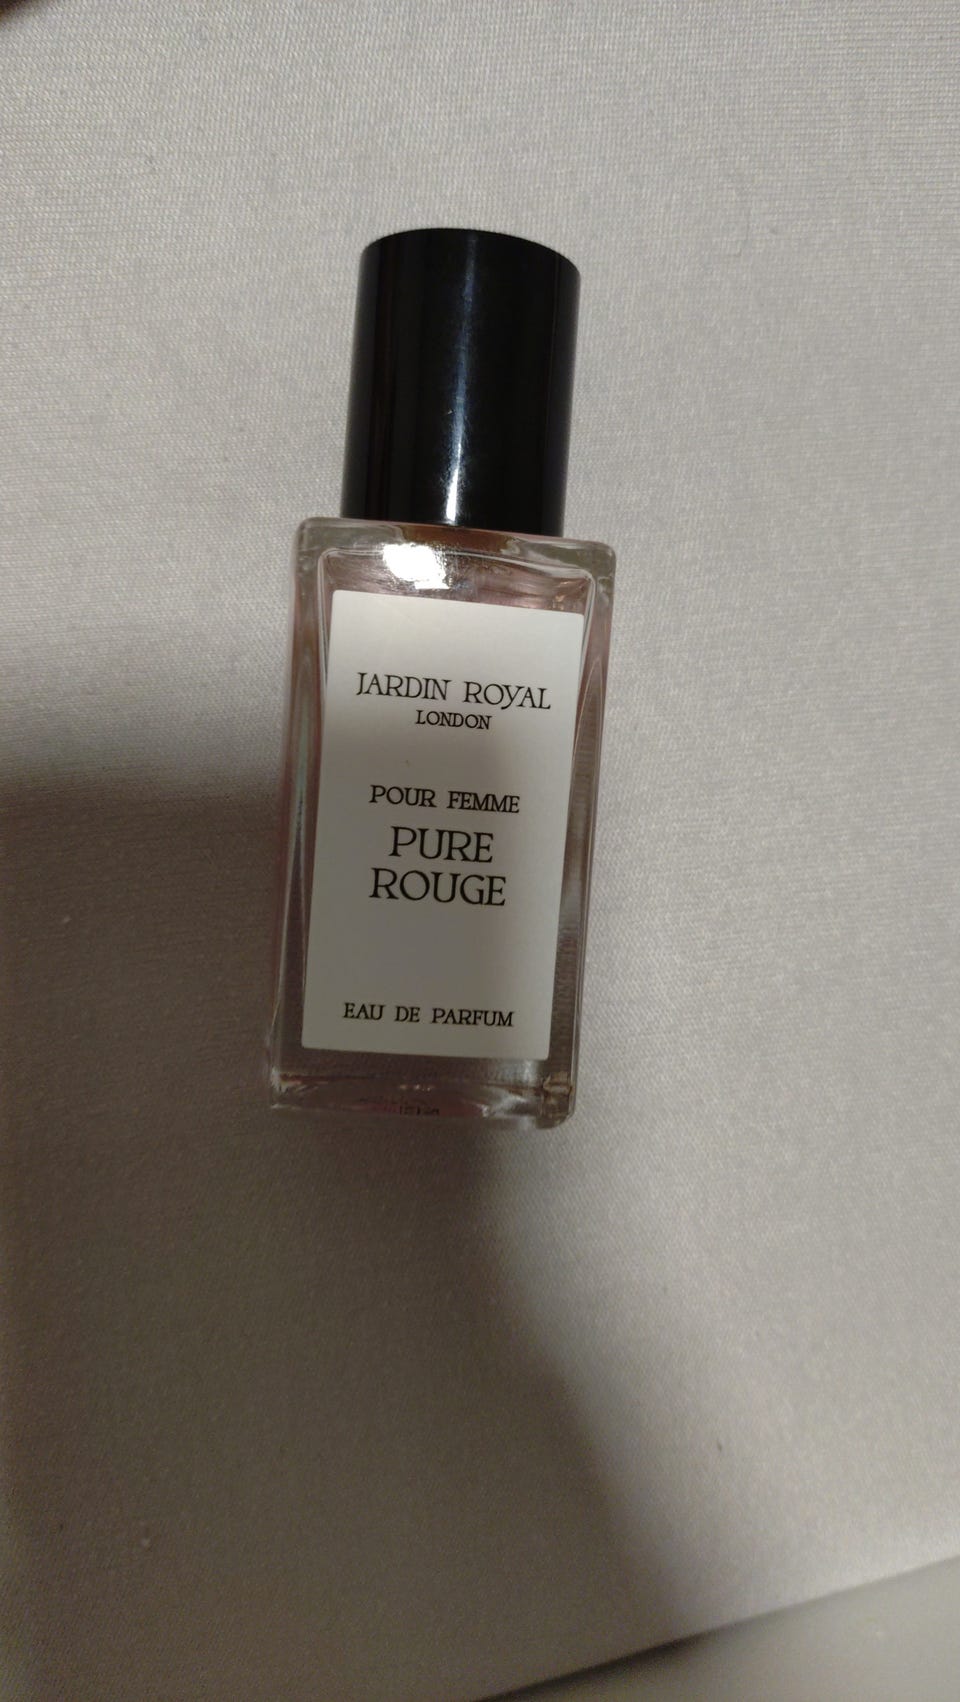 JARDIN ROYAL
LONDON
POUR FEMME
PURE
ROUGE
EAU DE PARFUM